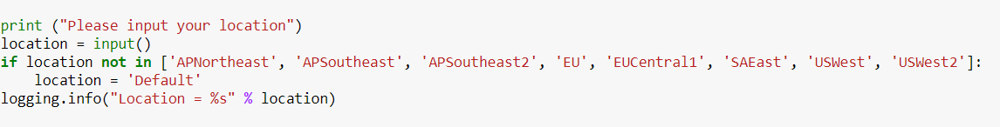 print ("Please input your location")
location = input()
if location not in ['APNortheast', 'APSoutheast', 'APSoutheast2', 'EU', 'EUCentral1', 'SAEast', 'USWest', 'USWest2']:
    location = 'Default'
logging.info("Location = %s" % location)